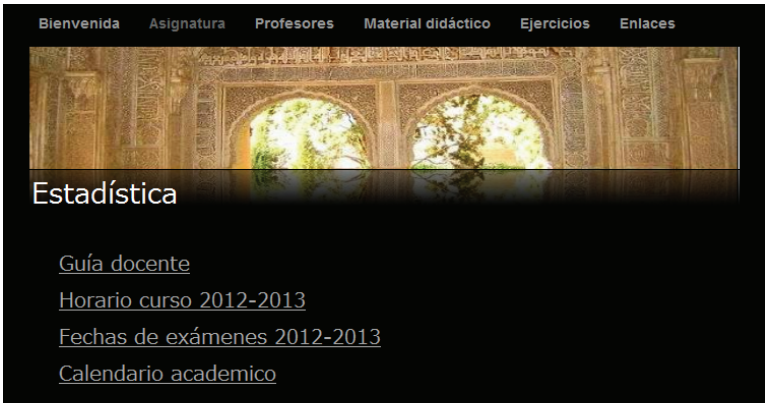 Bienvenida Asignatura Profesores Material didáctico Ejercicios Enlaces
Estadística
Guía docente
Horario curso 2012-2013
Fechas de exámenes 2012-2013
Calendario academico